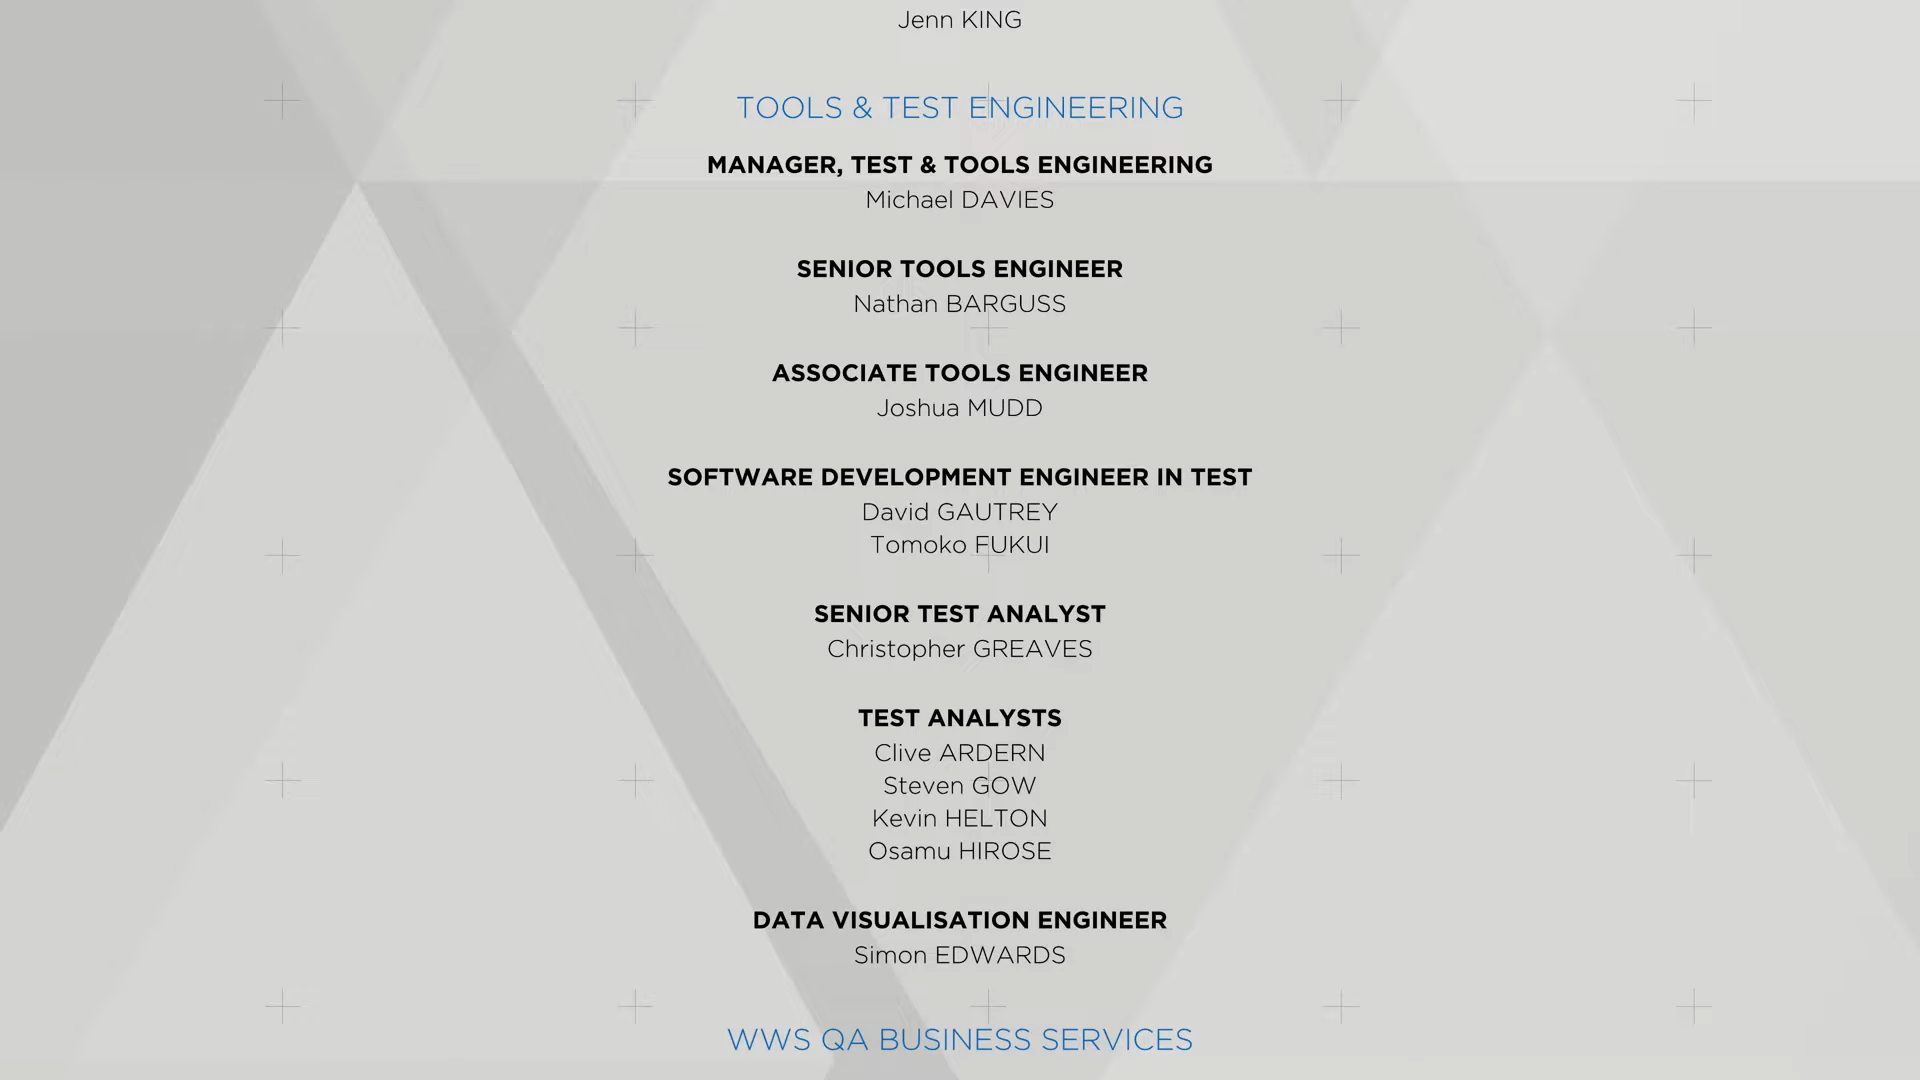 Jenn KING
TOOLS & TEST ENGINEERING
MANAGER, TEST & TOOLS ENGINEERING
Michael DAVIES
SENIOR TOOLS ENGINEER
Nathan BARGUSS
ASSOCIATE TOOLS ENGINEER
Joshua MUDD
SOFTWARE DEVELOPMENT ENGINEER IN TEST
David GAUTREY
Tomoko FUKUI
SENIOR TEST ANALYST
Christopher GREAVES
TEST ANALYSTS
Clive ARDERN
Steven GOW
Kevin HELTON
Osamu HIROSE
DATA VISUALISATION ENGINEER
Simon EDWARDS
WWS QA BUSINESS SERVICES